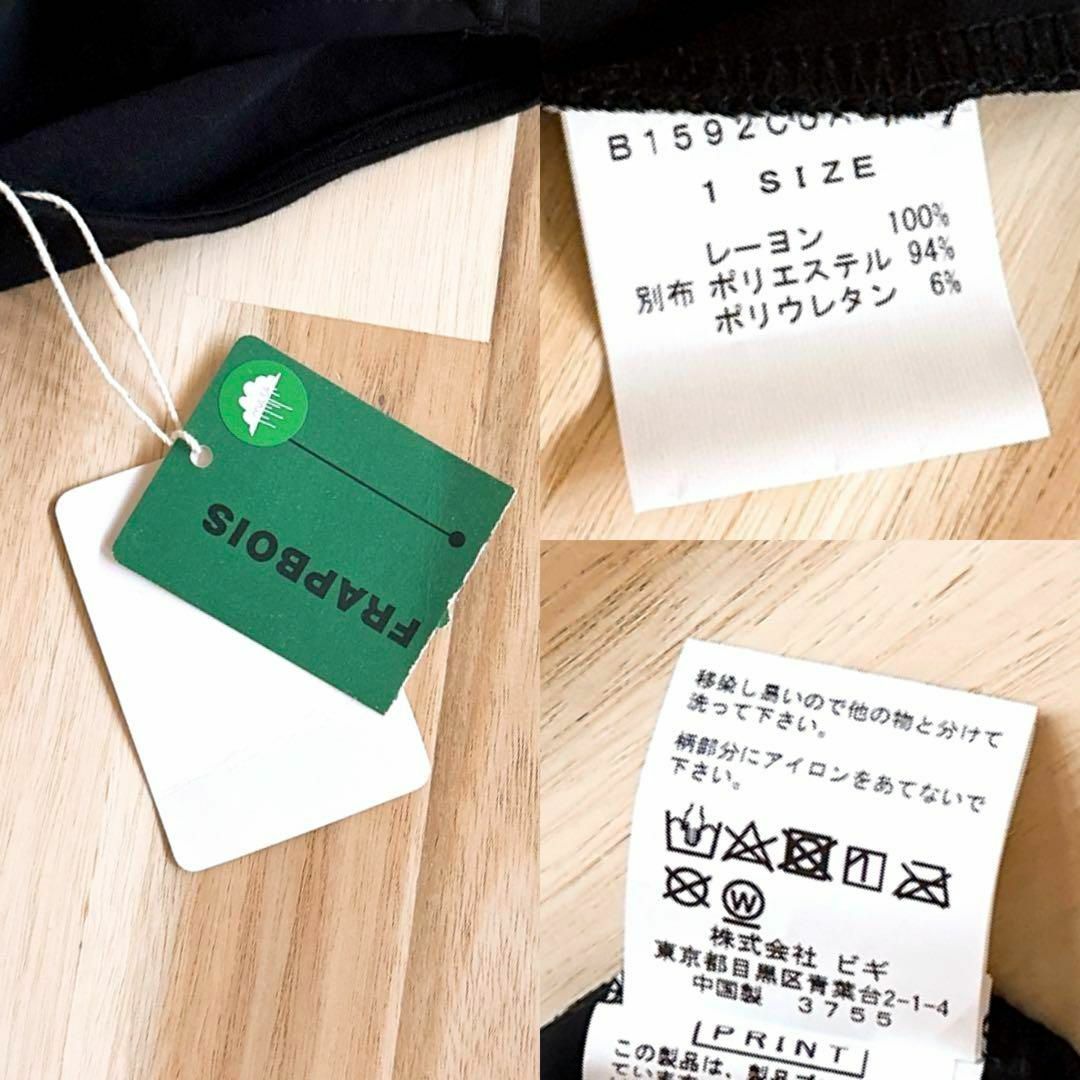 FRAPBOIS
1 SIZE
レーヨン 100%
別布 ポリエステル 94%
ポリウレタン 6%
移染し易いので他の物と分けて
洗って下さい。
柄部分にアイロンをあてないで
下さい。
W
株式会社 ビギ
東京都目黒区青葉台2-1-4
中国製 3755
PRINT
この製品は、製品